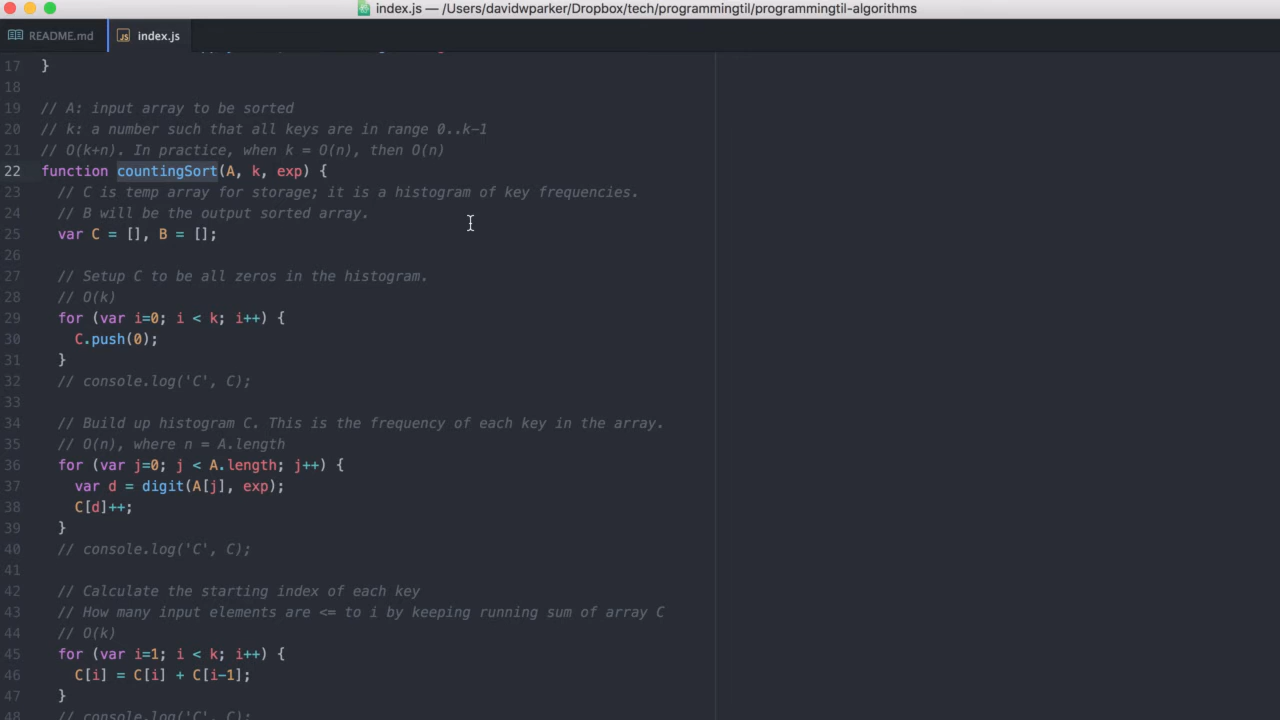 index.js — /Users/davidwparker/Dropbox/tech/programmingtil/programmingtil-algorithms
README.md
JS index.js
17 }
18
19 // A: input array to be sorted
20 // k: a number such that all keys are in range 0..k-1
21 // O(k+n). In practice, when k = O(n), then O(n)
22 function countingSort(A, k, exp) {
23 // C is temp array for storage; it is a histogram of key frequencies.
24 // B will be the output sorted array.
25 var C = [], B = [];
26
27 // Setup C to be all zeros in the histogram.
28 // O(k)
29 for (var i=0; i < k; i++) {
30 C.push(0);
31 }
32 // console.log('C', C);
33
34 // Build up histogram C. This is the frequency of each key in the array.
35 // O(n), where n = A.length
36 for (var j=0; j < A.length; j++) {
37 var d = digit(A[j], exp);
38 C[d]++;
39 }
40 // console.log('C', C);
41
42 // Calculate the starting index of each key
43 // How many input elements are <= to i by keeping running sum of array C
44 // O(k)
45 for (var i=1; i < k; i++) {
46 C[i] = C[i] + C[i-1];
47 }
48 // console.log('C', C);